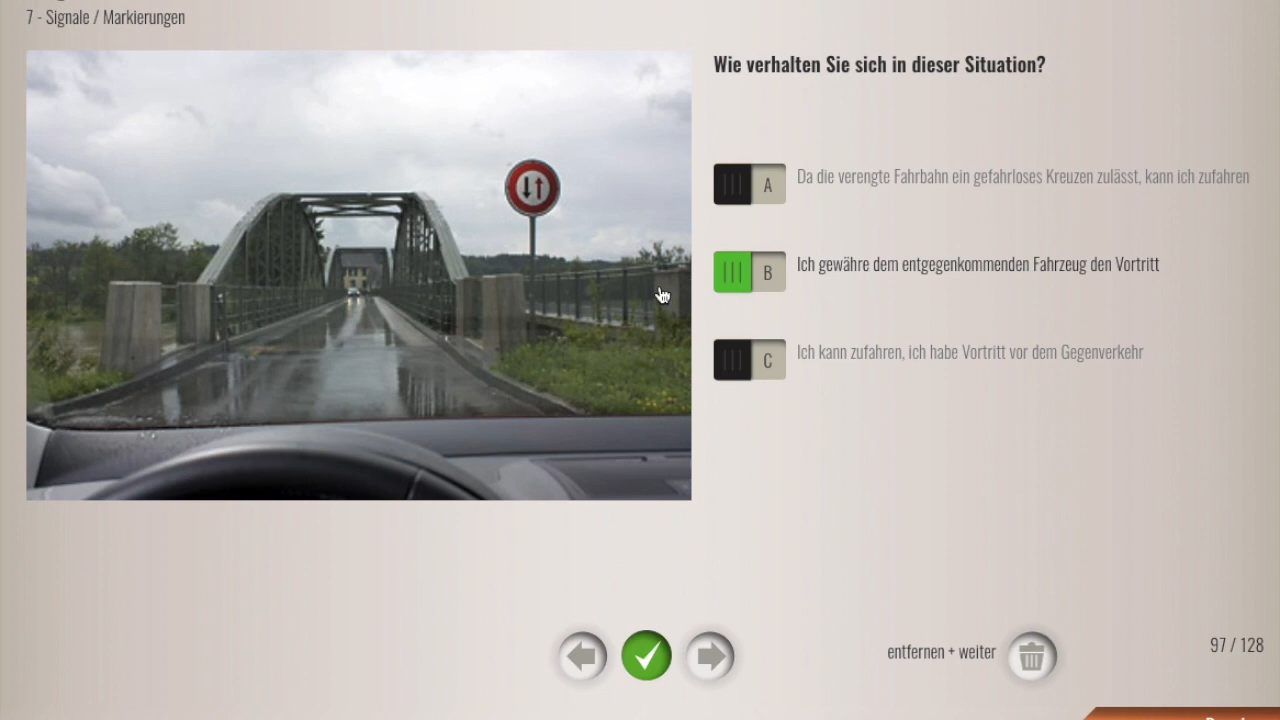 7 - Signale / Markierungen
Wie verhalten Sie sich in dieser Situation?
A Da die verengte Fahrbahn ein gefahrloses Kreuzen zulässt, kann ich zufahren
B Ich gewähre dem entgegenkommenden Fahrzeug den Vortritt
C Ich kann zufahren, ich habe Vortritt vor dem Gegenverkehr
entfernen + weiter
97 / 128